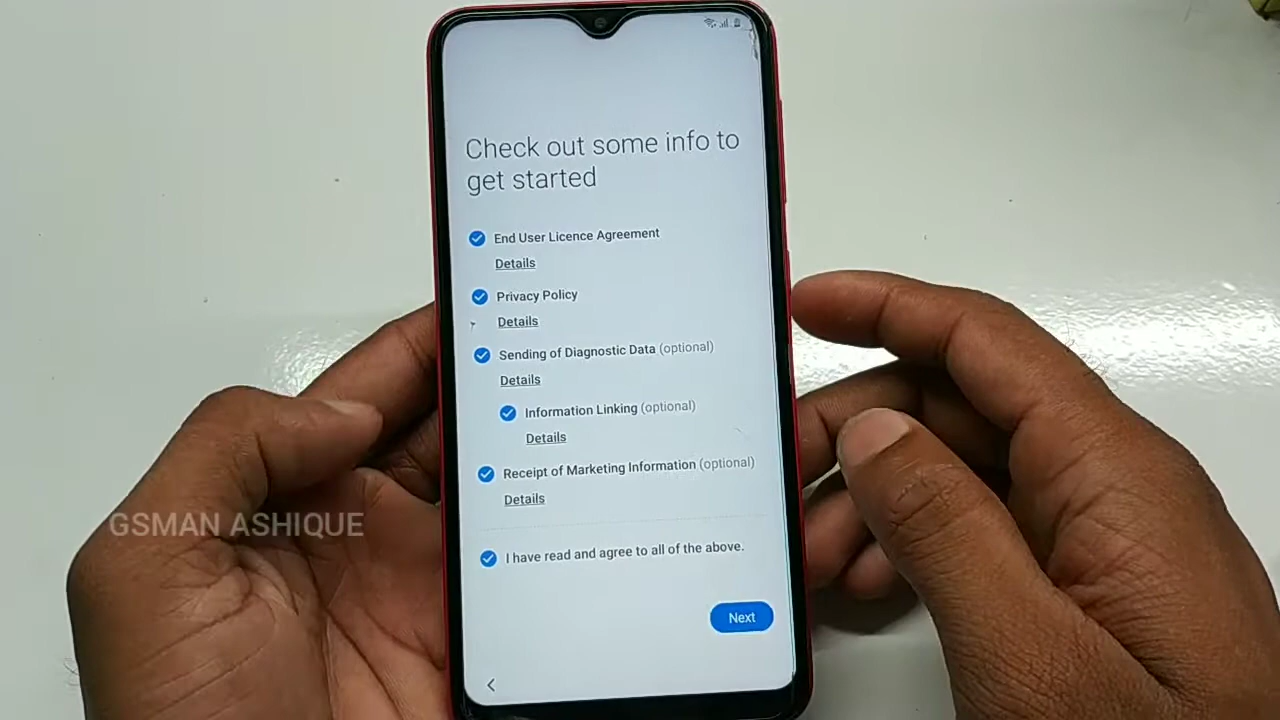 Check out some info to
get started
End User Licence Agreement
Details
Privacy Policy
Details
Sending of Diagnostic Data (optional)
Details
Information Linking (optional)
Details
Receipt of Marketing Information (optional)
Details
GSMAN ASHIQUE
I have read and agree to all of the above.
Next